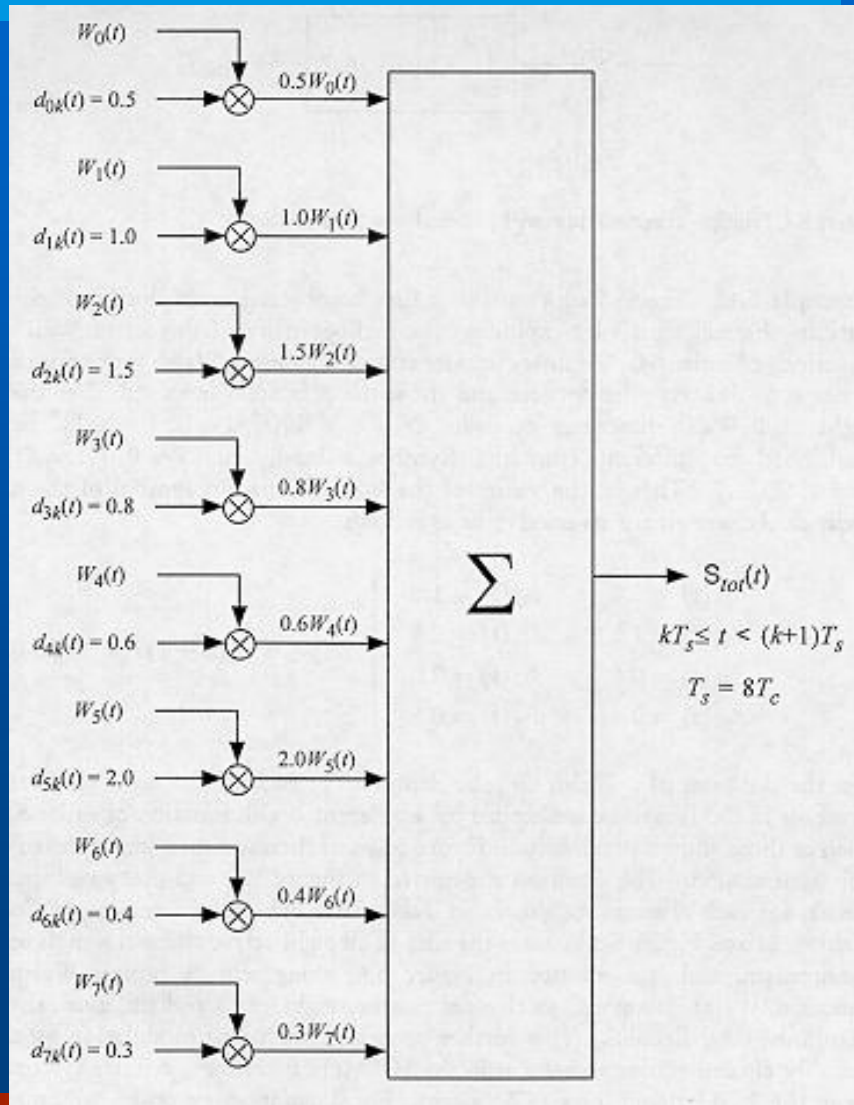 W₀(t)
d₀ₖ(t) = 0.5
0.5W₀(t)
W₁(t)
d₁ₖ(t) = 1.0
1.0W₁(t)
W₂(t)
d₂ₖ(t) = 1.5
1.5W₂(t)
W₃(t)
d₃ₖ(t) = 0.8
0.8W₃(t)
W₄(t)
d₄ₖ(t) = 0.6
0.6W₄(t)
W₅(t)
d₅ₖ(t) = 2.0
2.0W₅(t)
W₆(t)
d₆ₖ(t) = 0.4
0.4W₆(t)
W₇(t)
d₇ₖ(t) = 0.3
0.3W₇(t)
Σ
Sₜₒₜ(t)
kTₛ ≤ t < (k+1)Tₛ
Tₛ = 8T_c